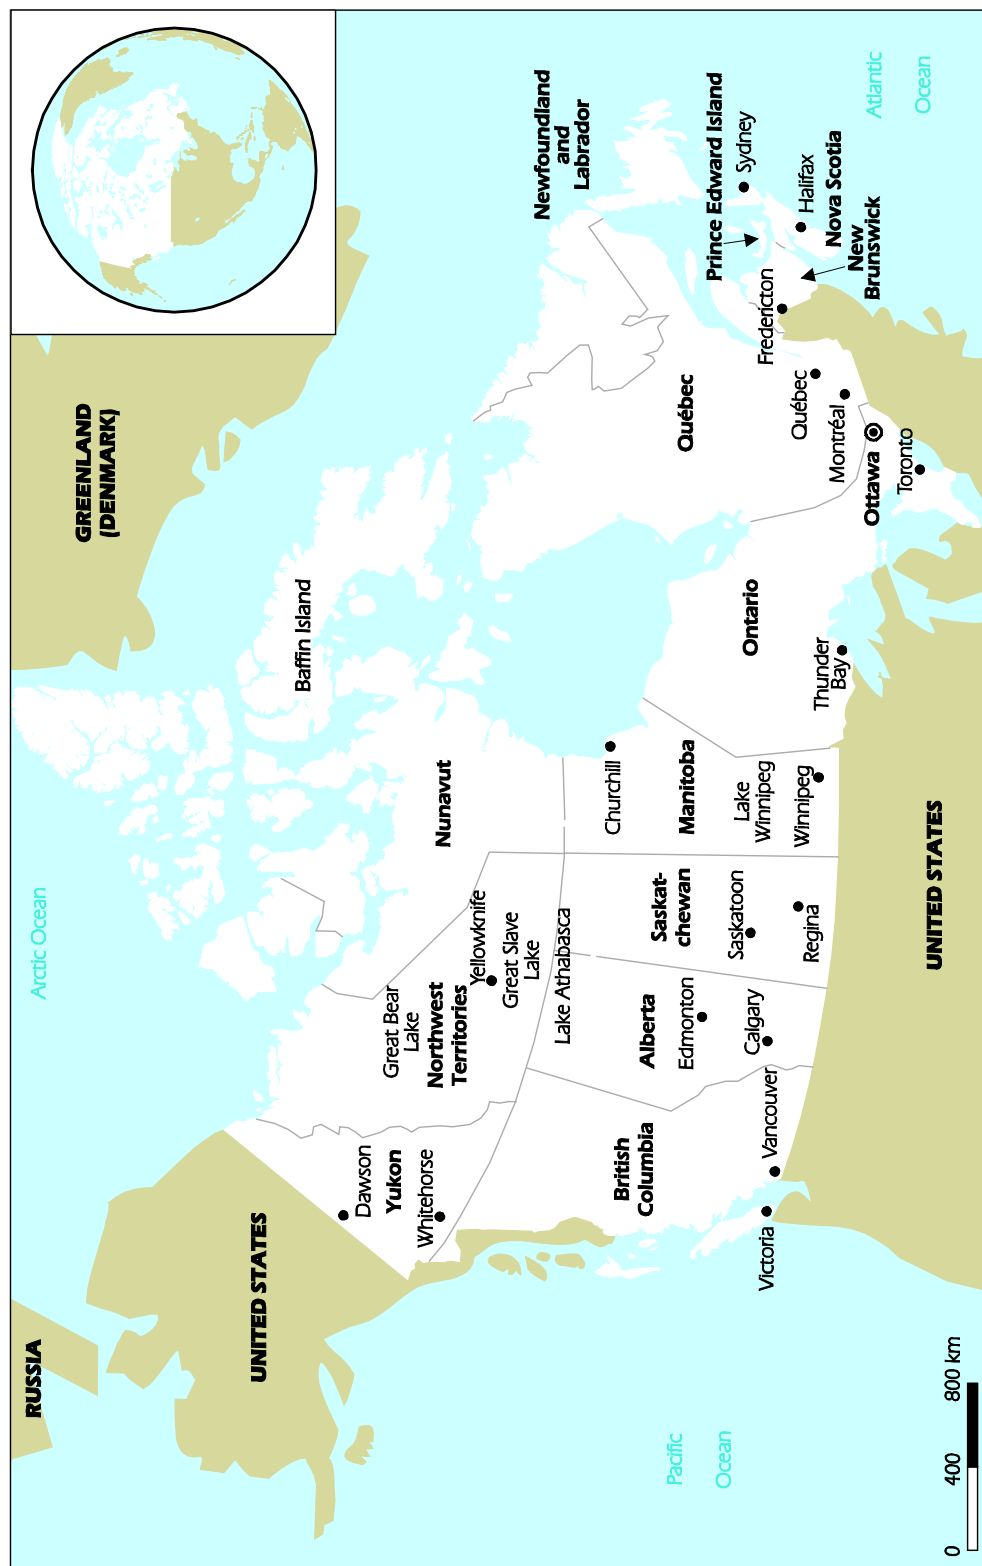 RUSSIA
Arctic Ocean
GREENLAND
(DENMARK)
UNITED STATES
Baffin Island
Dawson
Yukon
Whitehorse
Great Bear
Lake
Northwest
Territories
Yellowknife
Great Slave
Lake
Nunavut
Newfoundland
and
Labrador
Lake Athabasca
British
Columbia
Alberta
Edmonton
Calgary
Saskat-
chewan
Saskatoon
Regina
Churchill
Manitoba
Lake
Winnipeg
Winnipeg
Ontario
Thunder
Bay
Québec
Québec
Montréal
Ottawa
Toronto
Prince Edward Island
Sydney
Fredericton
Halifax
Nova Scotia
New
Brunswick
Atlantic
Ocean
Victoria
Vancouver
Pacific
Ocean
UNITED STATES
0 400 800 km